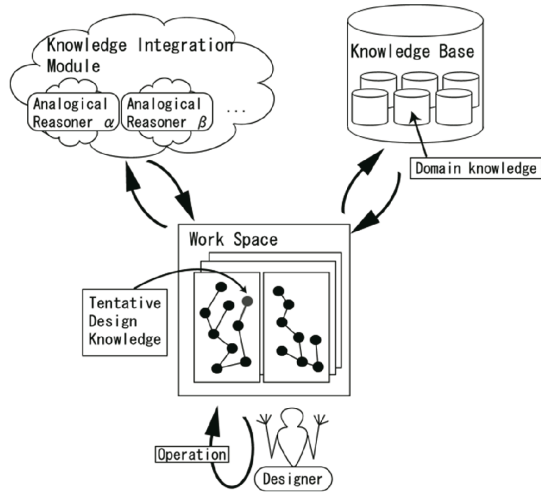 Knowledge Integration
Module
Analogical
Reasoner α
Analogical
Reasoner β
...
Knowledge Base
Domain knowledge
Work Space
Tentative
Design
Knowledge
Operation
Designer